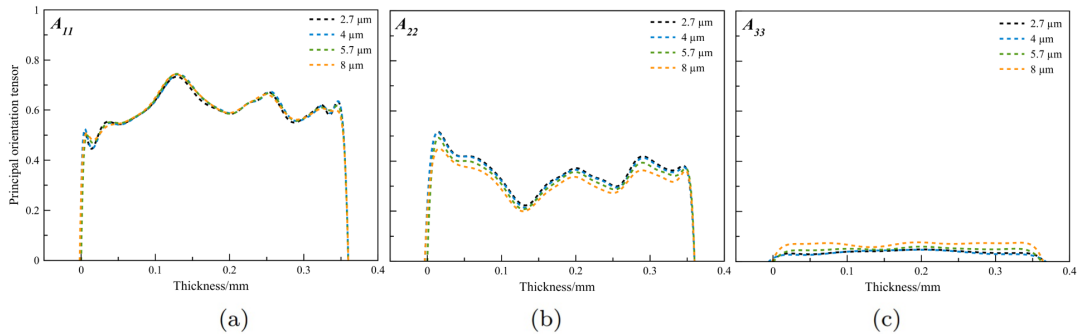 Principal orientation tensor
1
0.8
0.6
0.4
0.2
0
A11
2.7 µm
4 µm
5.7 µm
8 µm
0 0.1 0.2 0.3 0.4
Thickness/mm
(a)
A22
2.7 µm
4 µm
5.7 µm
8 µm
0 0.1 0.2 0.3 0.4
Thickness/mm
(b)
A33
2.7 µm
4 µm
5.7 µm
8 µm
0 0.1 0.2 0.3 0.4
Thickness/mm
(c)